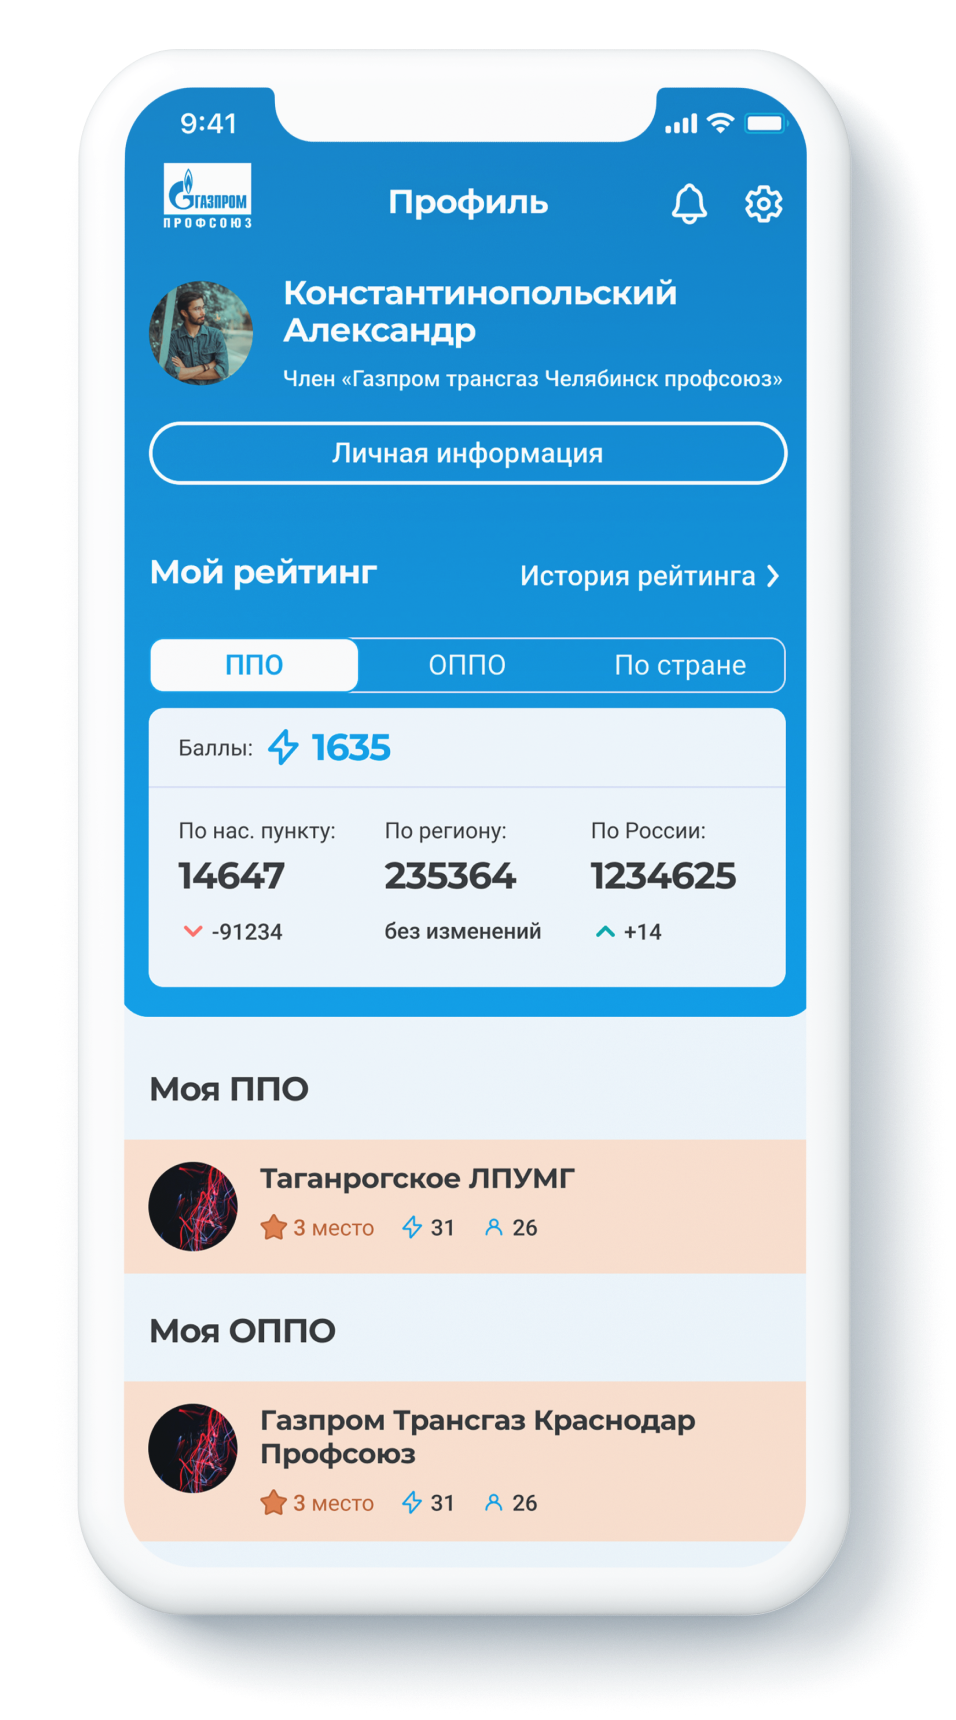 9:41
ГАЗПРОМ
ПРОФСОЮЗ
Профиль
Константинопольский
Александр
Член «Газпром трансгаз Челябинск профсоюз»
Личная информация
Мой рейтинг
История рейтинга
ППО
ОППО
По стране
Баллы: 1635
По нас. пункту: По региону: По России:
14647 235364 1234625
-91234 без изменений +14
Моя ППО
Таганрогское ЛПУМГ
3 место 31 26
Моя ОППО
Газпром Трансгаз Краснодар
Профсоюз
3 место 31 26